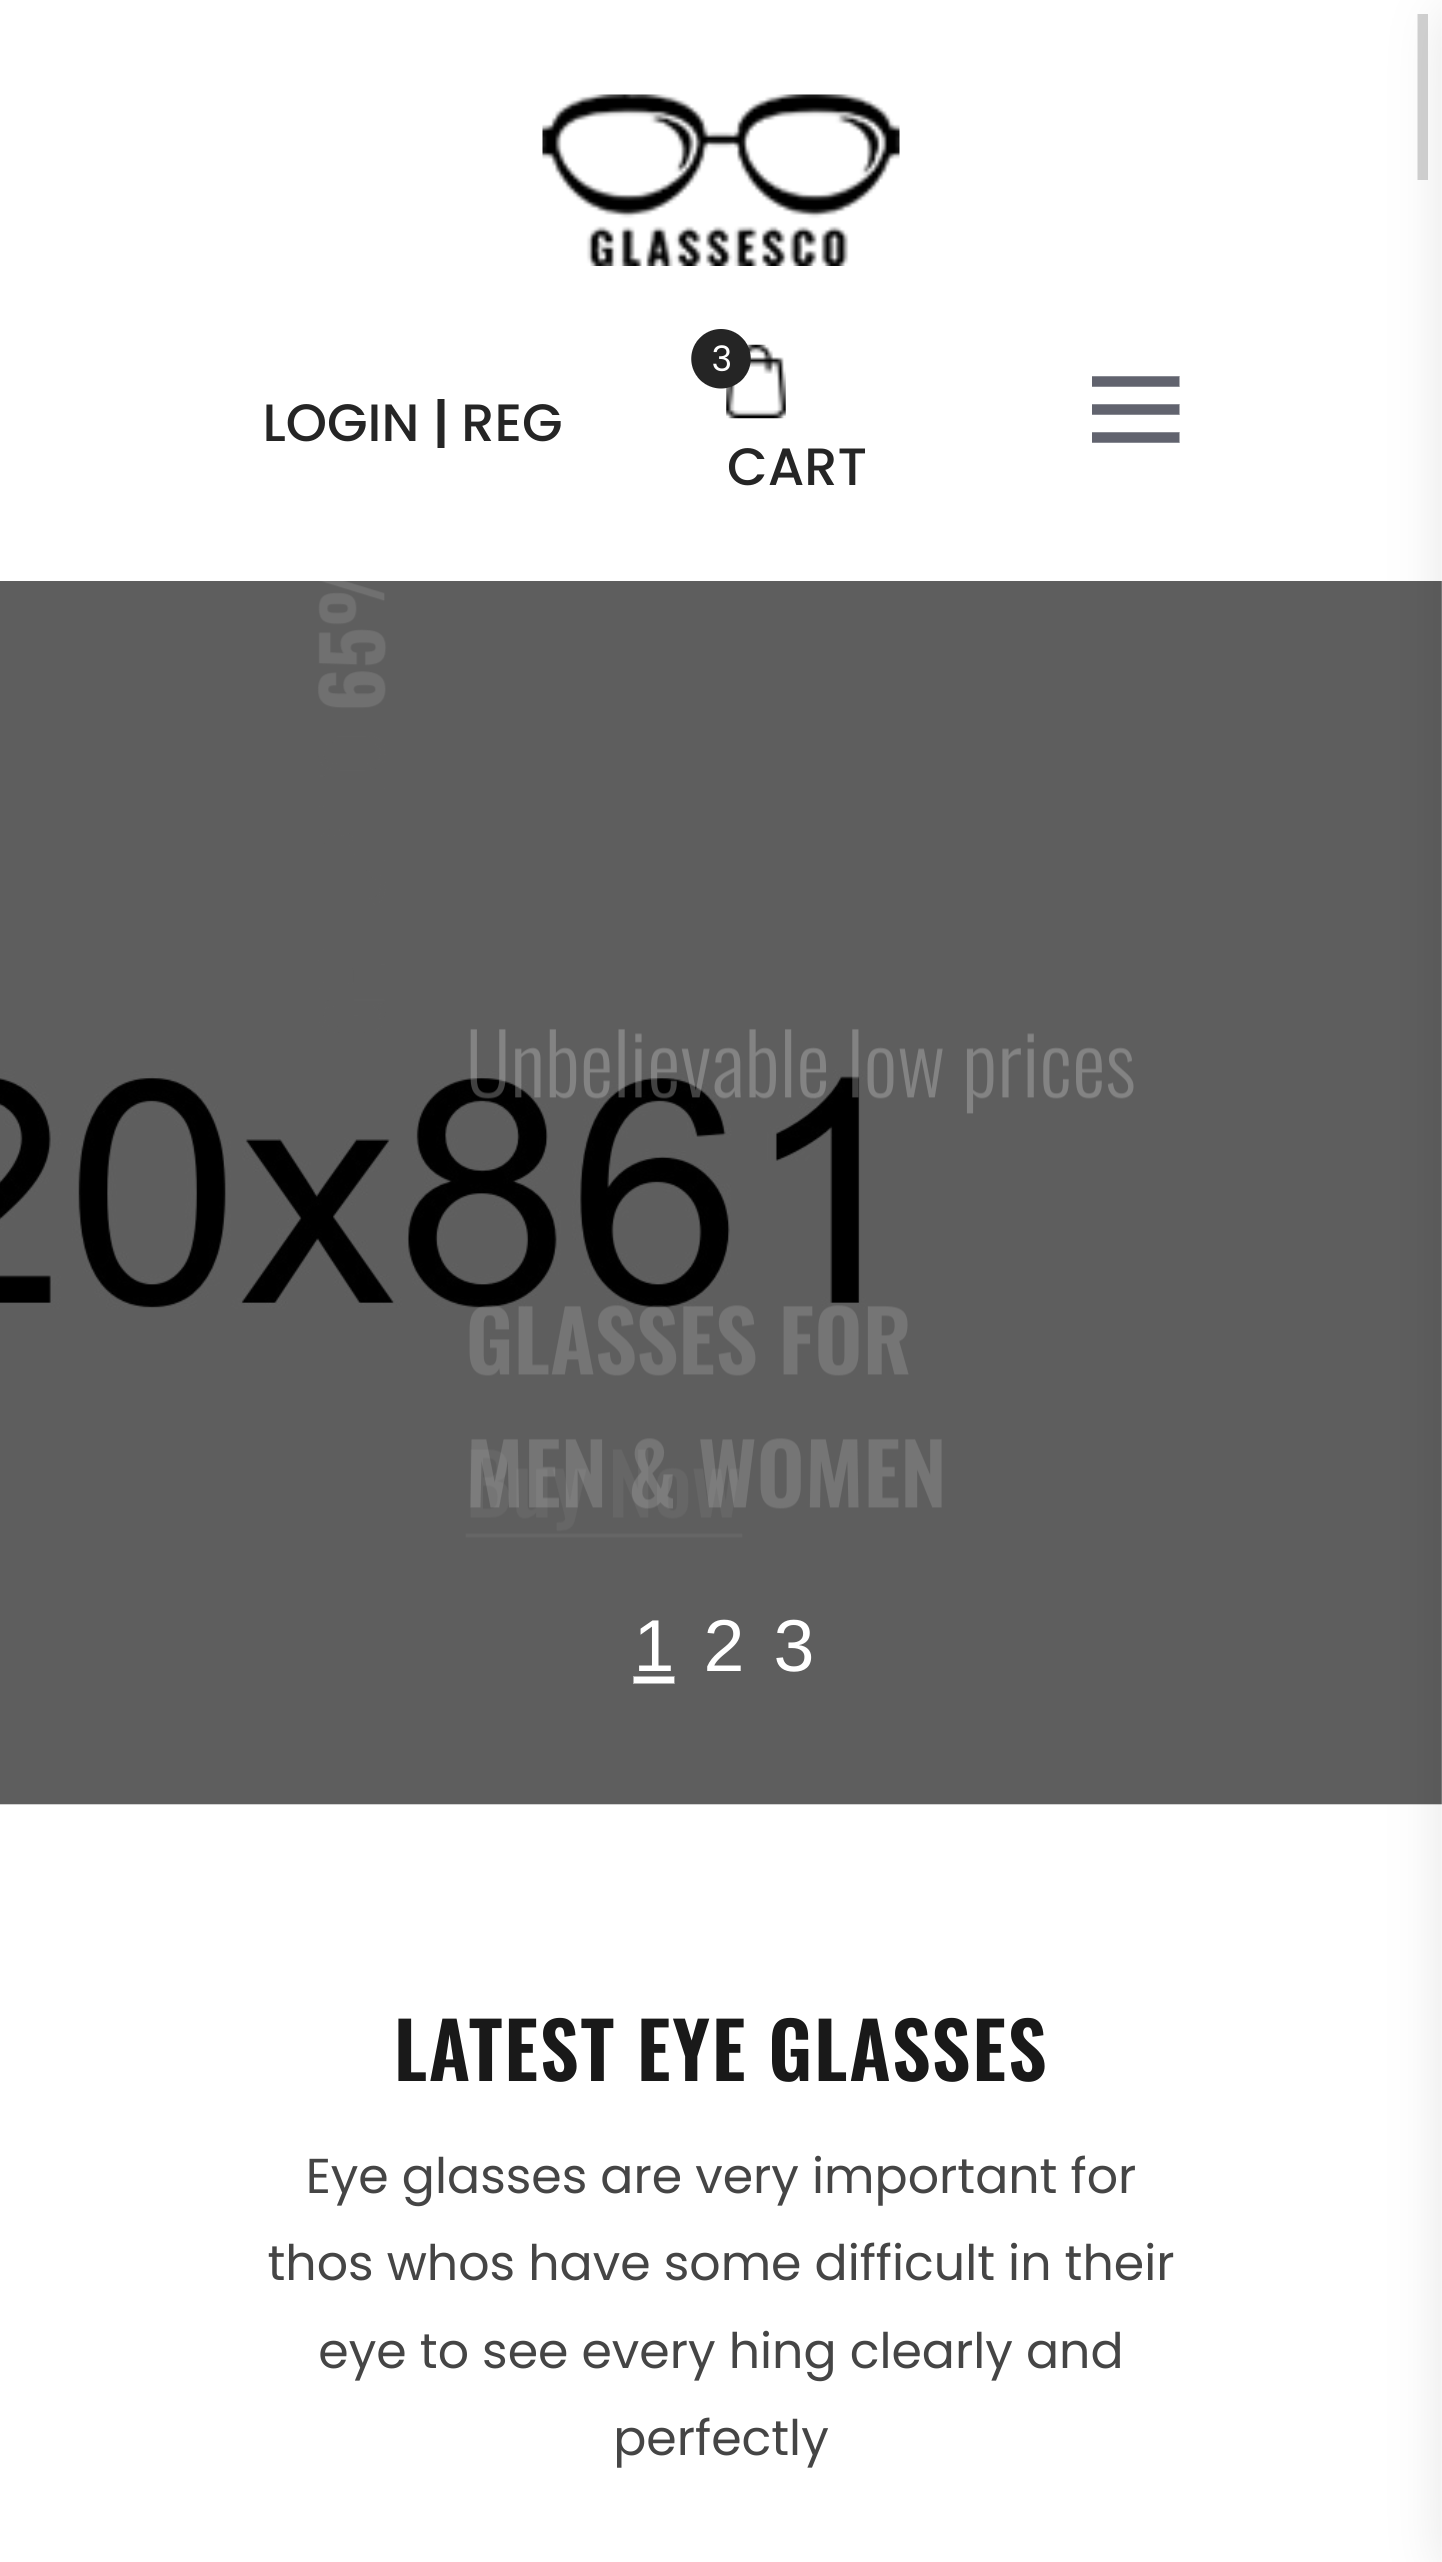 GLASSESCO
3
LOGIN | REG
CART
65%
Unbelievable low prices
20x861
GLASSES FOR
MEN & WOMEN
Buy Now
1 2 3
LATEST EYE GLASSES
Eye glasses are very important for
thos whos have some difficult in their
eye to see every hing clearly and
perfectly